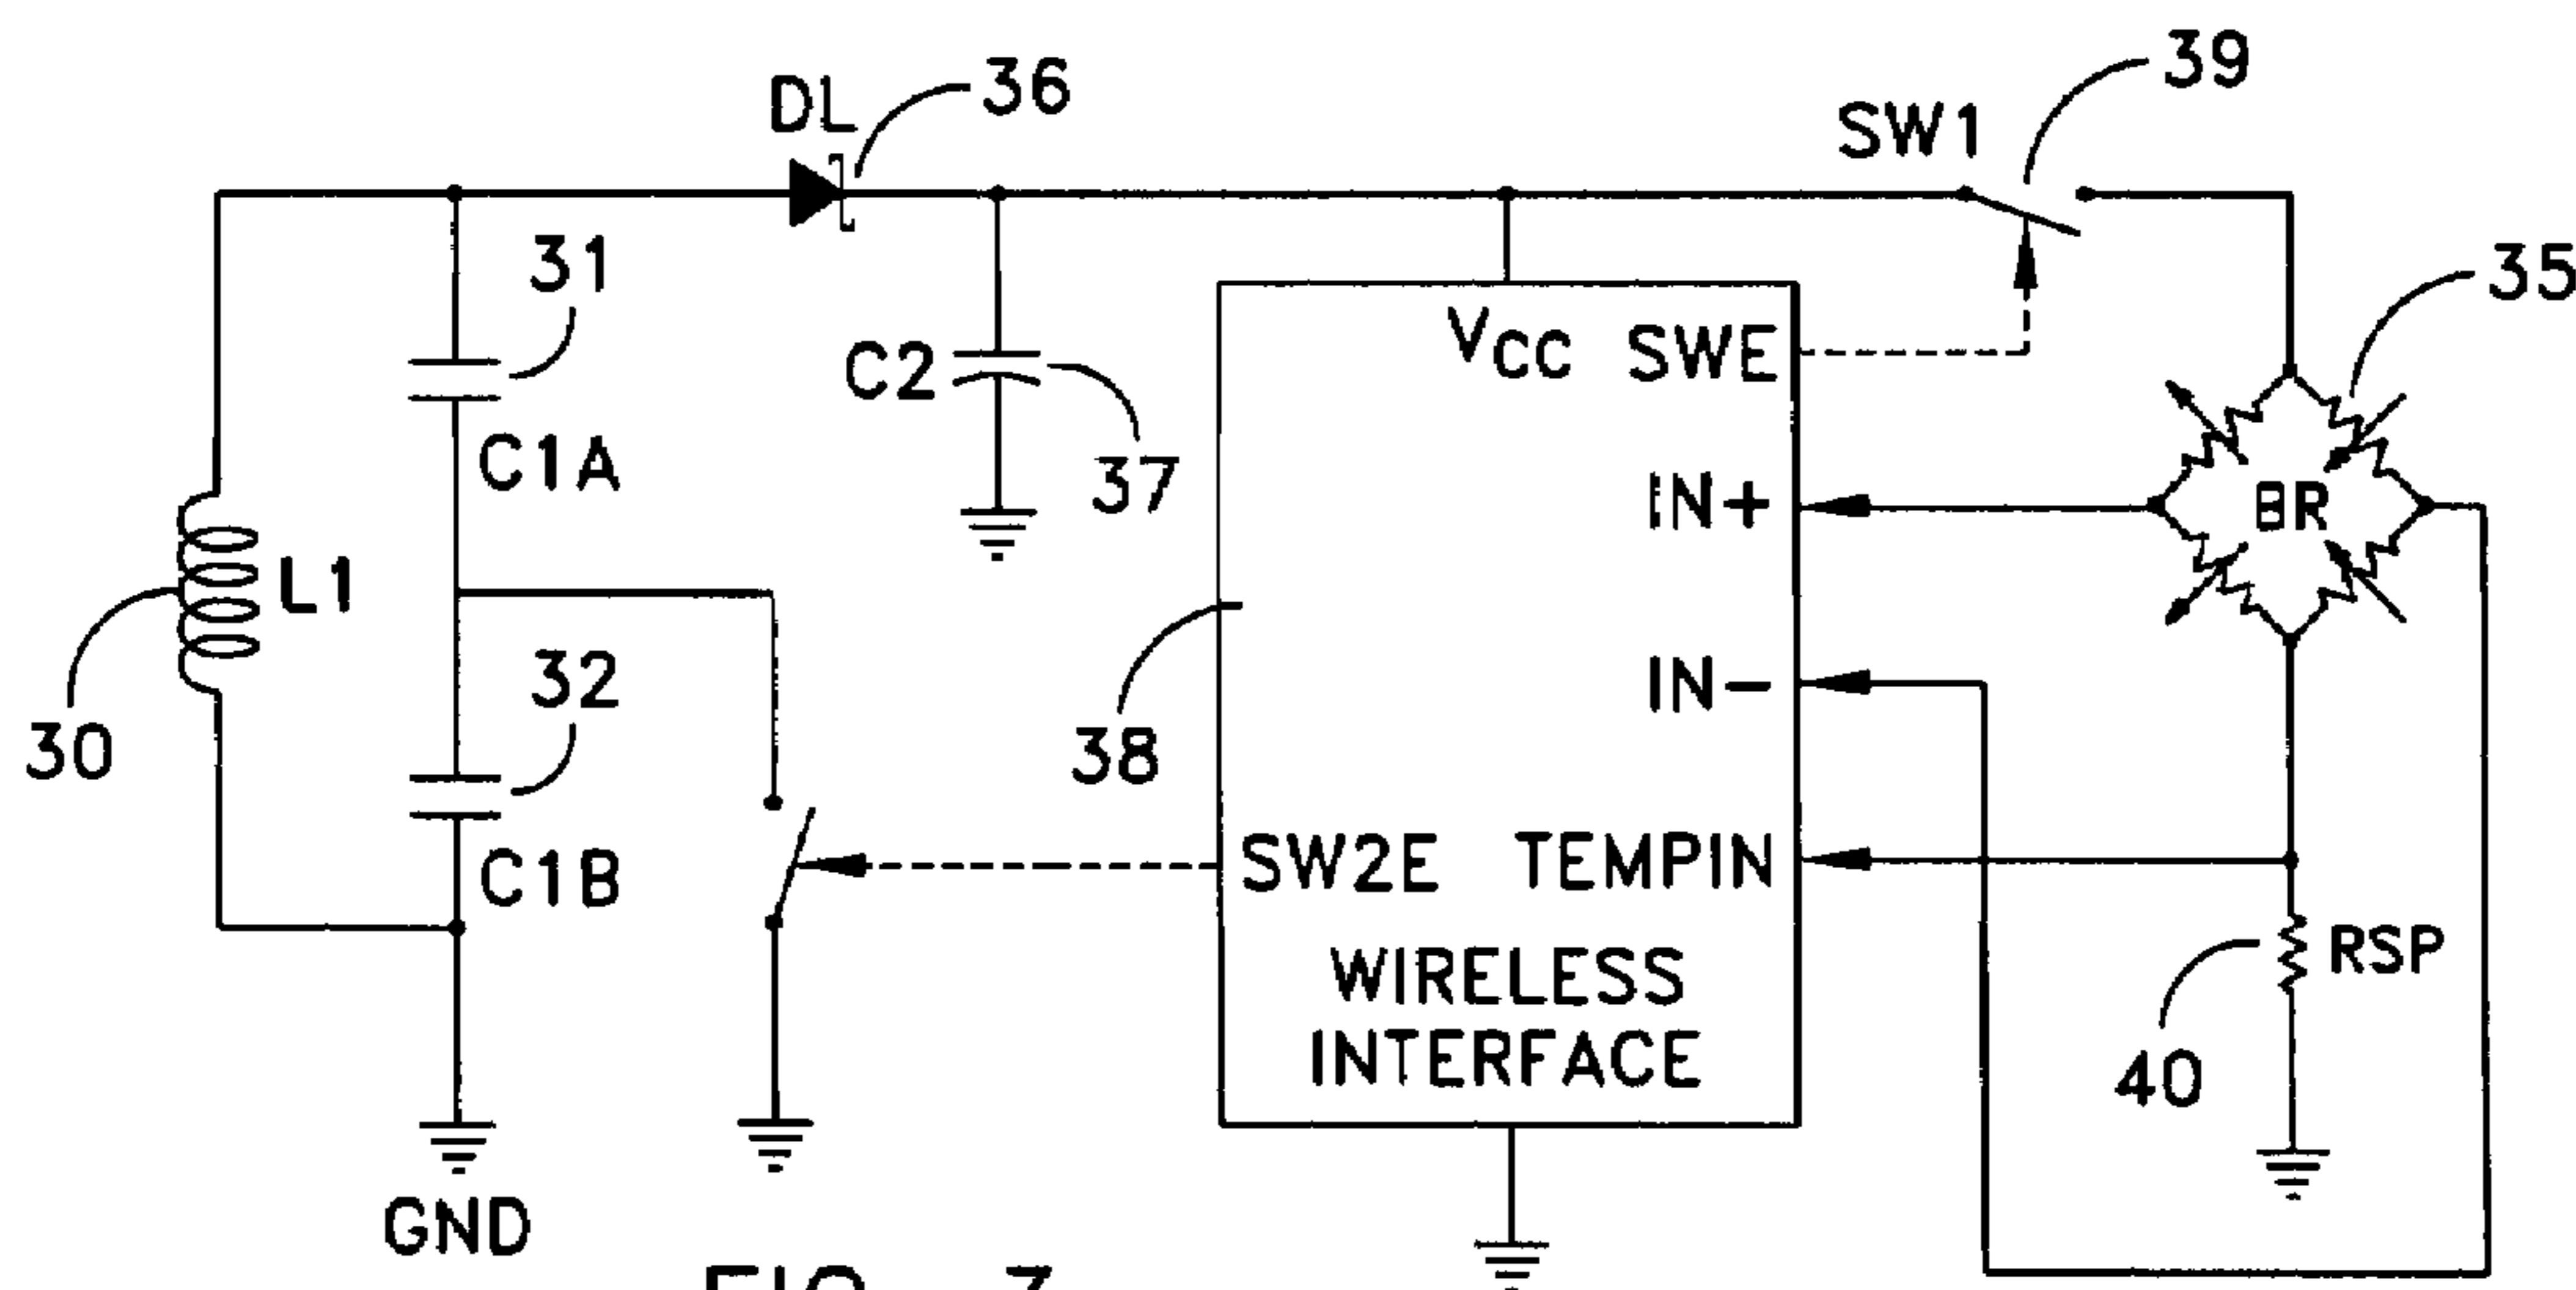 DL
36
39
SW1
31
35
VCC SWE
C2
C1A
37
IN+
BR
L1
32
IN-
30
38
C1B
SW2E TEMPIN
WIRELESS
INTERFACE
RSP
40
GND